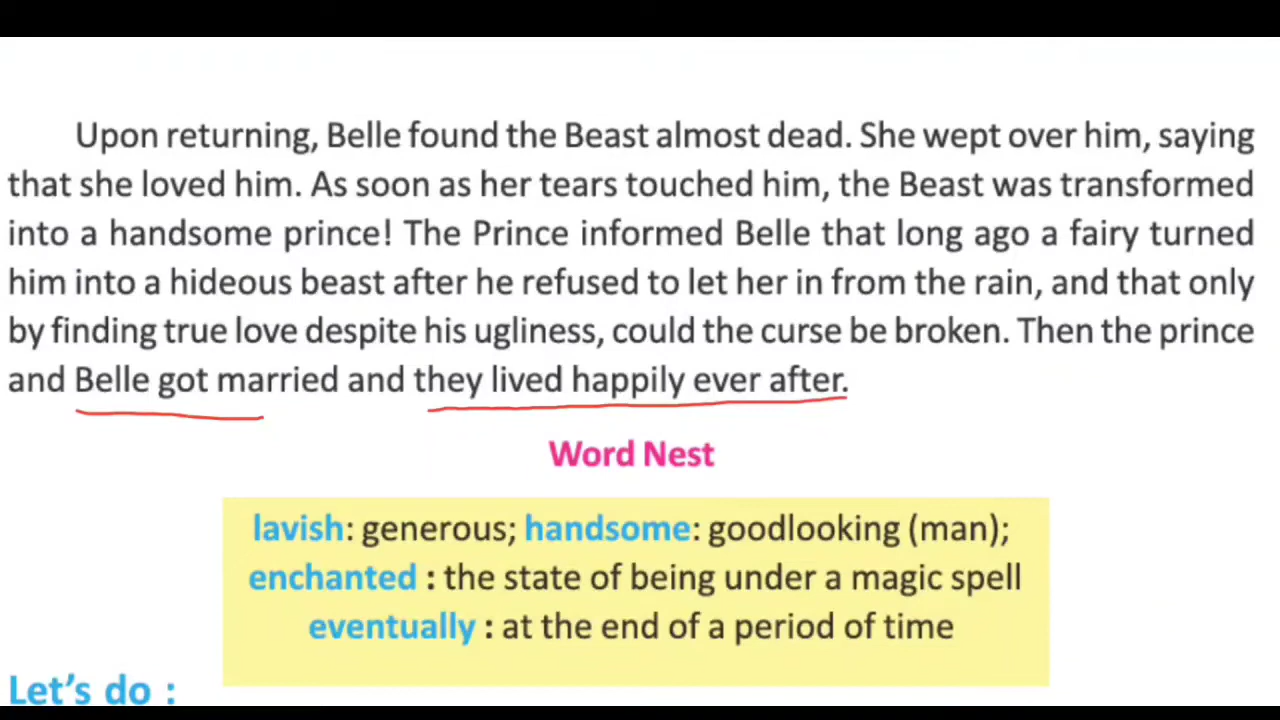 Upon returning, Belle found the Beast almost dead. She wept over him, saying
that she loved him. As soon as her tears touched him, the Beast was transformed
into a handsome prince! The Prince informed Belle that long ago a fairy turned
him into a hideous beast after he refused to let her in from the rain, and that only
by finding true love despite his ugliness, could the curse be broken. Then the prince
and Belle got married and they lived happily ever after.
Word Nest
lavish: generous; handsome: goodlooking (man);
enchanted : the state of being under a magic spell
eventually : at the end of a period of time
Let's do :